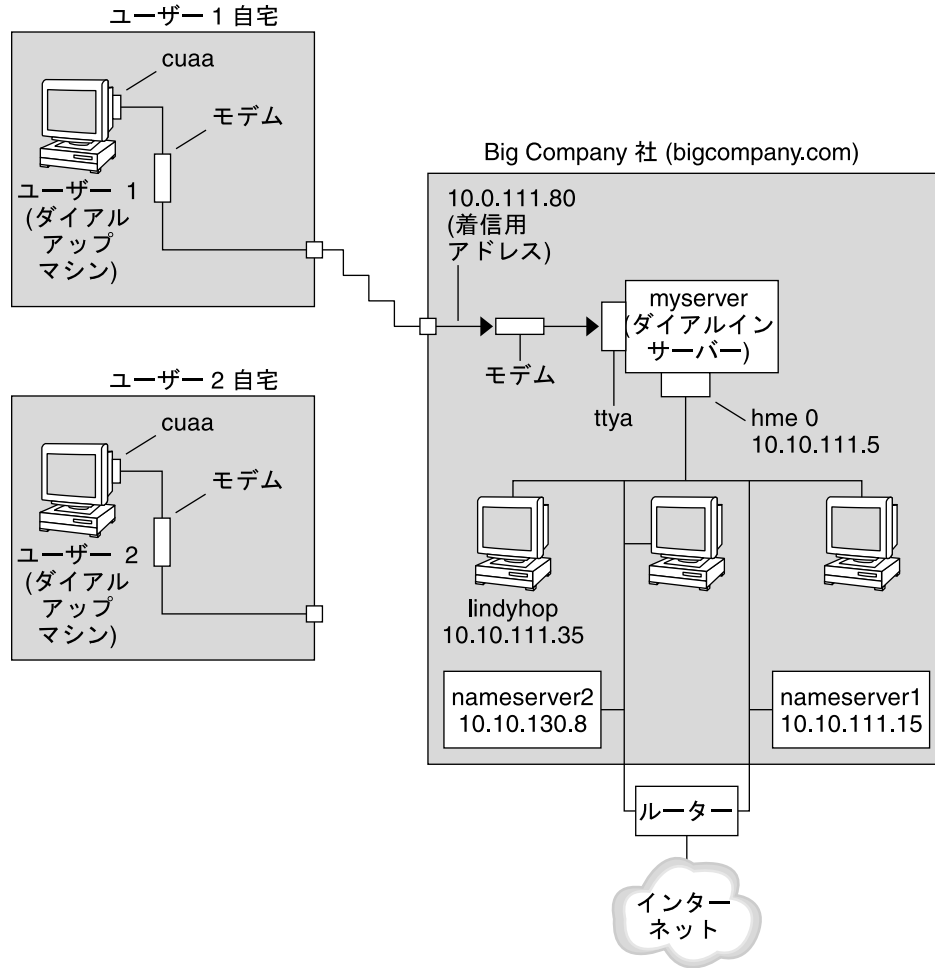 ユーザー 1 自宅
cuaa
モデム
ユーザー 1
(ダイアル
アップ
マシン)
Big Company 社 (bigcompany.com)
10.0.111.80
(着信用
アドレス)
myserver
(ダイアルイン
サーバー)
モデム
ttya
hme 0
10.10.111.5
ユーザー 2 自宅
cuaa
モデム
ユーザー 2
(ダイアル
アップ
マシン)
lindyhop
10.10.111.35
nameserver2
10.10.130.8
nameserver1
10.10.111.15
ルーター
インター
ネット